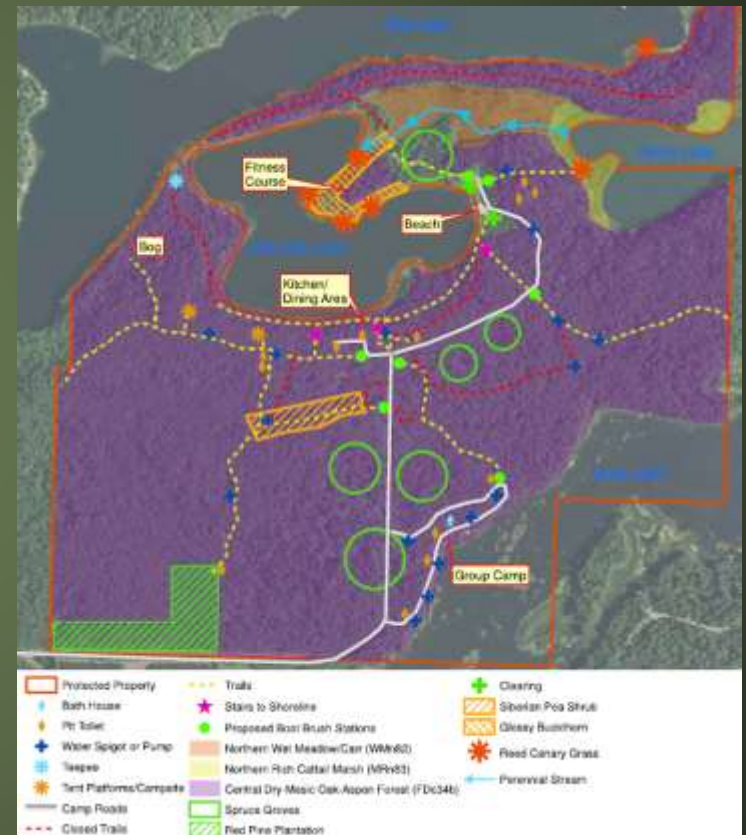 Fitness
Course
Beach
Bog
Kitchen/
Dining Area
Group Camp
Protected Property
Bath House
Pit Toilet
Water Spigot or Pump
Teepee
Tent Platforms/Campsite
Camp Roads
Closed Trails
Trails
Stairs to Shoreline
Proposed Boot Brush Stations
Northern Wet Meadow/Carr (WMn82)
Northern Rich Cattail Marsh (MRn83)
Central Dry-Mesic Oak-Aspen Forest (FDc34b)
Spruce Groves
Red Pine Plantation
Clearing
Siberian Pea Shrub
Glossy Buckthorn
Reed Canary Grass
Perennial Stream